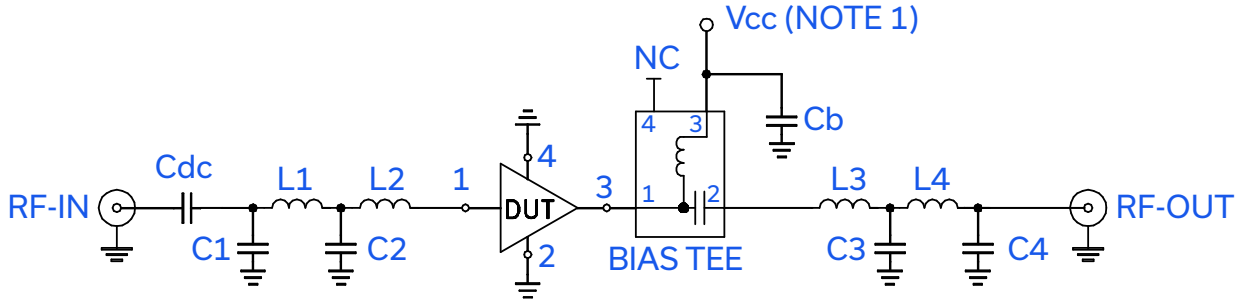 Vcc (NOTE 1)
NC
4
3
Cb
4
Cdc
L1
L2
1
3
1
2
L3
L4
RF-IN
DUT
RF-OUT
C1
C2
2
BIAS TEE
C3
C4